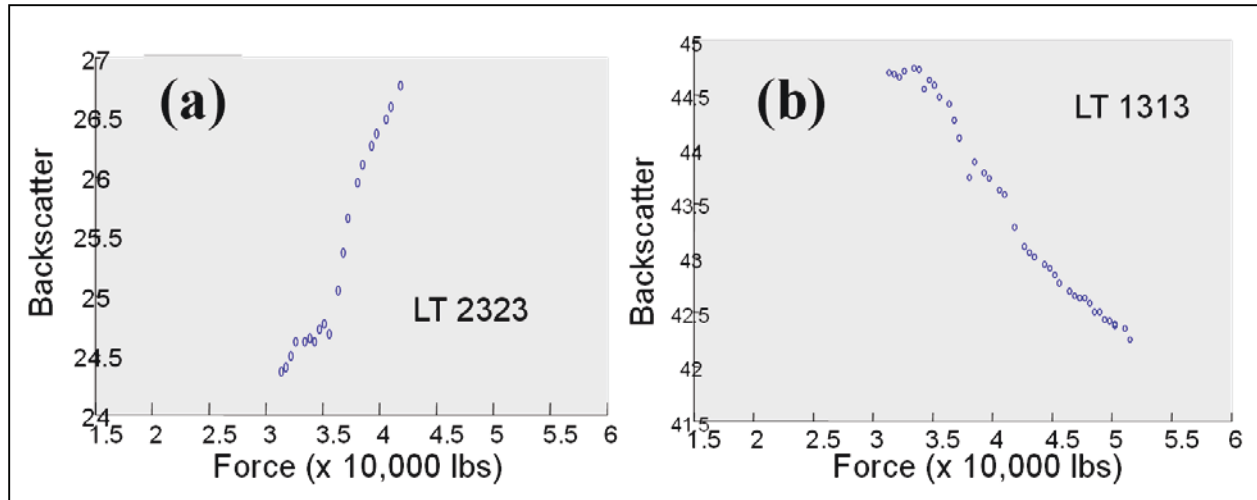 (a)
LT 2323
Backscatter
27
26.5
26
25.5
25
24.5
24
1.5 2 2.5 3 3.5 4 4.5 5 5.5 6
Force (x 10,000 lbs)
(b)
LT 1313
Backscatter
45
44.5
44
43.5
43
42.5
42
41.5
1.5 2 2.5 3 3.5 4 4.5 5 5.5 6
Force (x 10,000 lbs)